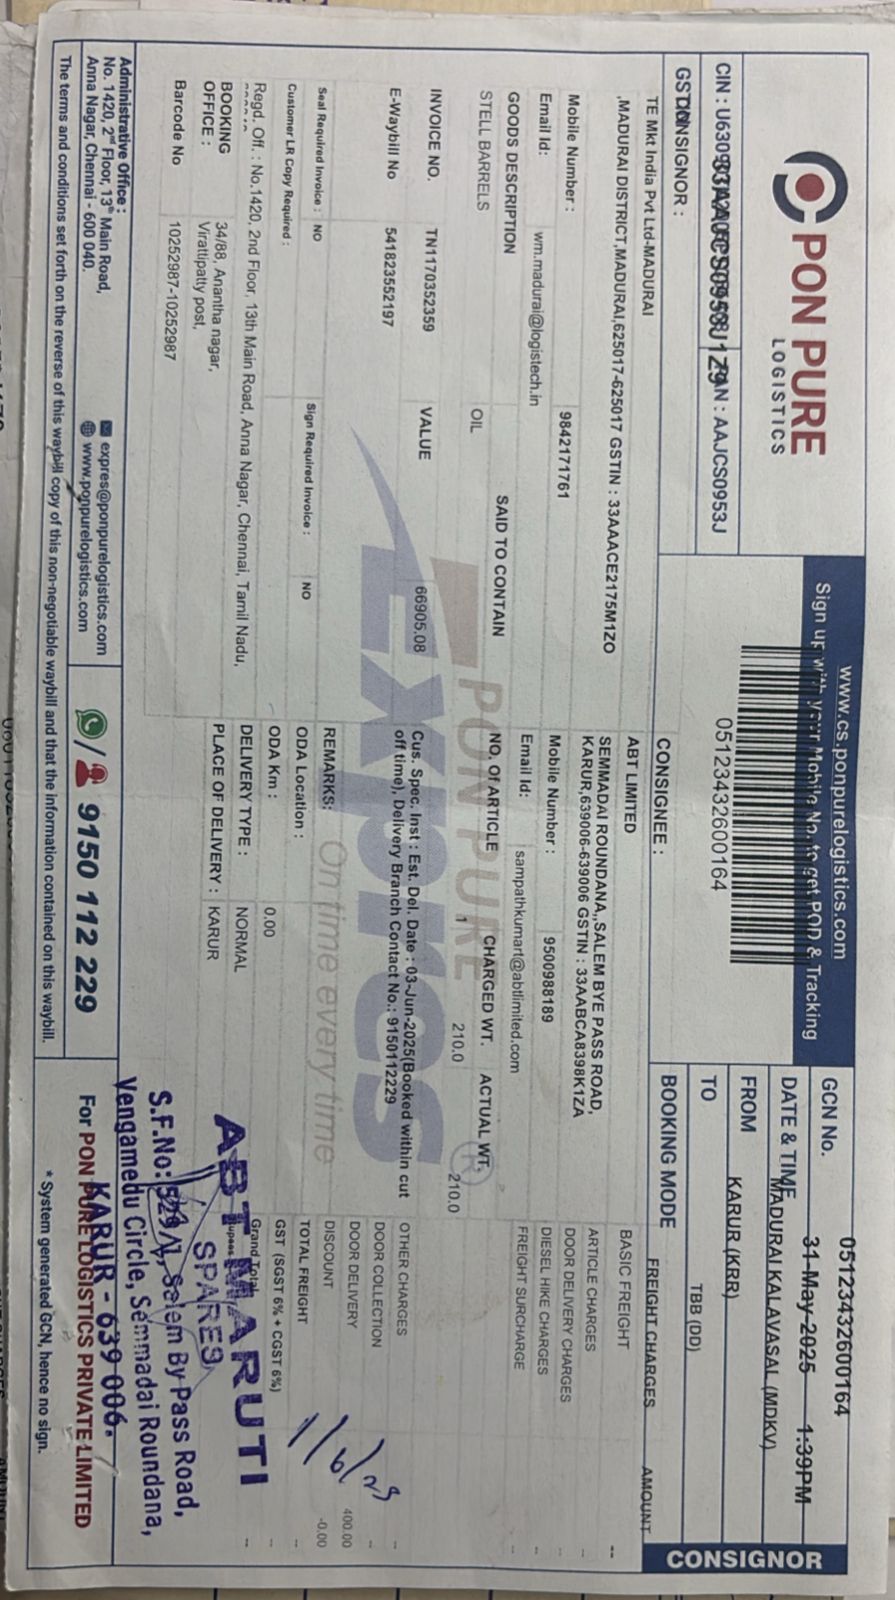 PON PURE
LOGISTICS
www.cs.ponpurelogistics.com
Sign up with your Mobile No. to get POD & Tracking
05123432600164
GCN No. 05123432600164
DATE & TIME 31-May-2025 1:39PM
FROM MADURAI KALAVASAL (MDKV)
TO KARUR (KRR)
BOOKING MODE TBB (DD)
CONSIGNOR
PAN : AAJCS0953J
CONSIGNOR :
TE Mkt India Pvt Ltd-MADURAI
,MADURAI DISTRICT,MADURAI,625017-625017 GSTIN : 33AAACE2175M1ZO
Mobile Number : 9842171761
Email Id: wm.madurai@logistech.in
CONSIGNEE :
ABT LIMITED
SEMMADAI ROUNDANA,,SALEM BYE PASS ROAD,
KARUR,639006-639006 GSTIN : 33AABCA8398K1ZA
Mobile Number : 9500988189
Email Id: sampathkumart@abtlimited.com
GOODS DESCRIPTION SAID TO CONTAIN NO. OF ARTICLE CHARGED WT. ACTUAL WT.
STELL BARRELS OIL 1 210.0 210.0
INVOICE NO. TN1170352359 VALUE 66905.08
E-Waybill No 541823552197
Cus. Spec. Inst : Est. Del. Date : 03-Jun-2025(Booked within cut
off time), Delivery Branch Contact No.: 9150112229
PON PURE
Expres
On time every time
Seal Required Invoice : NO Sign Required Invoice : NO
Customer LR Copy Required :
REMARKS:
ODA Location :
ODA Km : 0.00
DELIVERY TYPE : NORMAL
PLACE OF DELIVERY : KARUR
Regd. Off. : No.1420, 2nd Floor, 13th Main Road, Anna Nagar, Chennai, Tamil Nadu,
BOOKING
OFFICE :
34/88, Anantha nagar,
Virattipatty post,
Barcode No 10252987-10252987
FREIGHT CHARGES AMOUNT
BASIC FREIGHT --
ARTICLE CHARGES --
DOOR DELIVERY CHARGES --
DIESEL HIKE CHARGES --
FREIGHT SURCHARGE --
OTHER CHARGES --
DOOR COLLECTION --
DOOR DELIVERY 400.00
DISCOUNT -0.00
TOTAL FREIGHT --
GST (SGST 6% + CGST 6%) --
Grand Total --
1/6/25
ABT MARUTI
SPARES
S.F.No: 529/1, Salem By Pass Road,
Vengamedu Circle, Semmadai Roundana,
KARUR - 639 006.
For PON PURE LOGISTICS PRIVATE LIMITED
* System generated GCN, hence no sign.
Administrative Office :
No. 1420, 2nd Floor, 13th Main Road,
Anna Nagar, Chennai - 600 040.
expres@ponpurelogistics.com
www.ponpurelogistics.com
9150 112 229
The terms and conditions set forth on the reverse of this waybill copy of this non-negotiable waybill and that the information contained on this waybill.